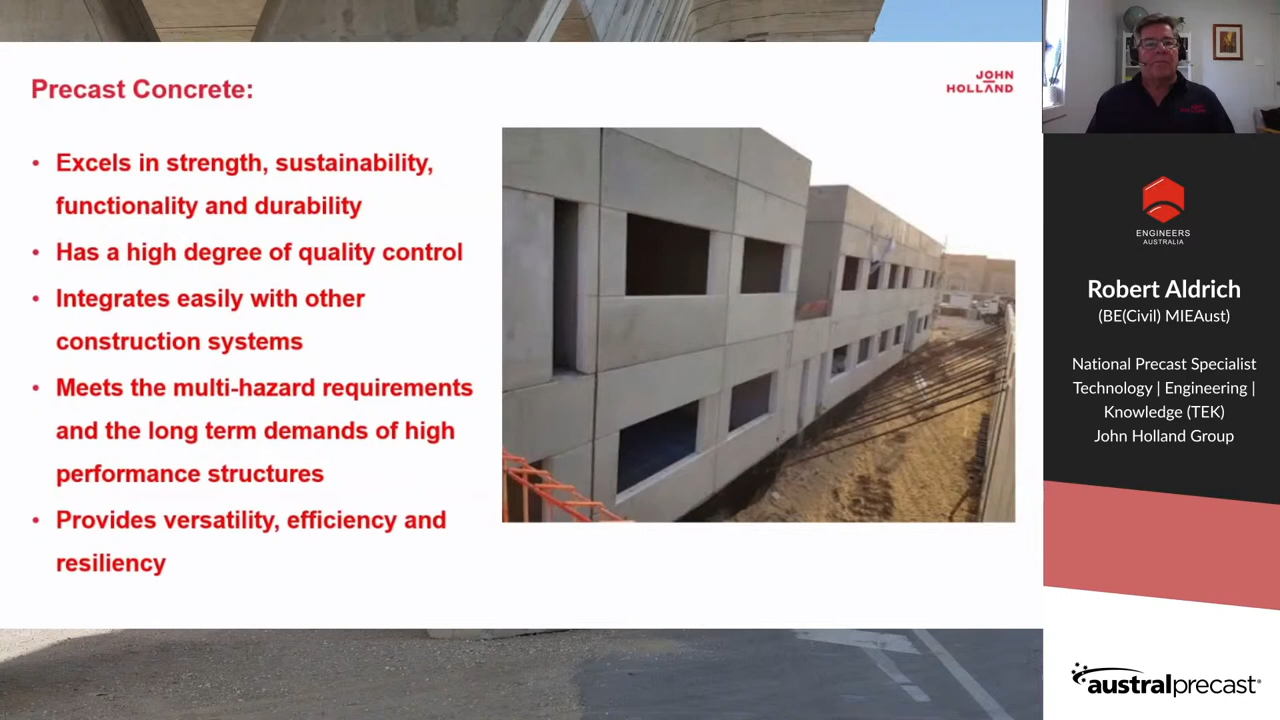 Precast Concrete:
JOHN
HOLLAND
• Excels in strength, sustainability,
functionality and durability
• Has a high degree of quality control
• Integrates easily with other
construction systems
• Meets the multi-hazard requirements
and the long term demands of high
performance structures
• Provides versatility, efficiency and
resiliency
ENGINEERS
AUSTRALIA
Robert Aldrich
(BE(Civil) MIEAust)
National Precast Specialist
Technology | Engineering |
Knowledge (TEK)
John Holland Group
australprecast®